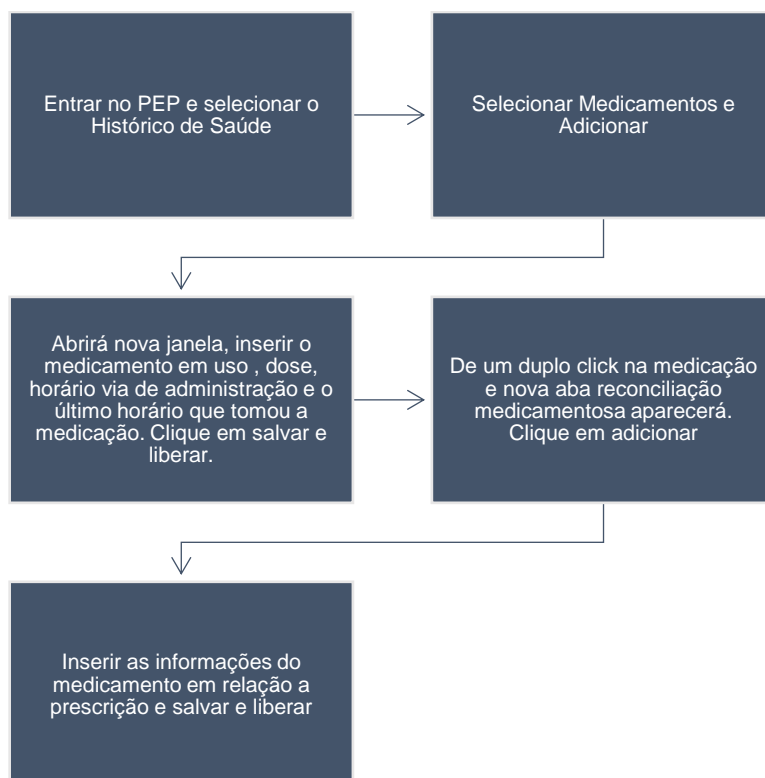 Entrar no PEP e selecionar o
Histórico de Saúde
Selecionar Medicamentos e
Adicionar
Abrirá nova janela, inserir o
medicamento em uso , dose,
horário via de administração e o
último horário que tomou a
medicação. Clique em salvar e
liberar.
De um duplo click na medicação
e nova aba reconciliação
medicamentosa aparecerá.
Clique em adicionar
Inserir as informações do
medicamento em relação a
prescrição e salvar e liberar